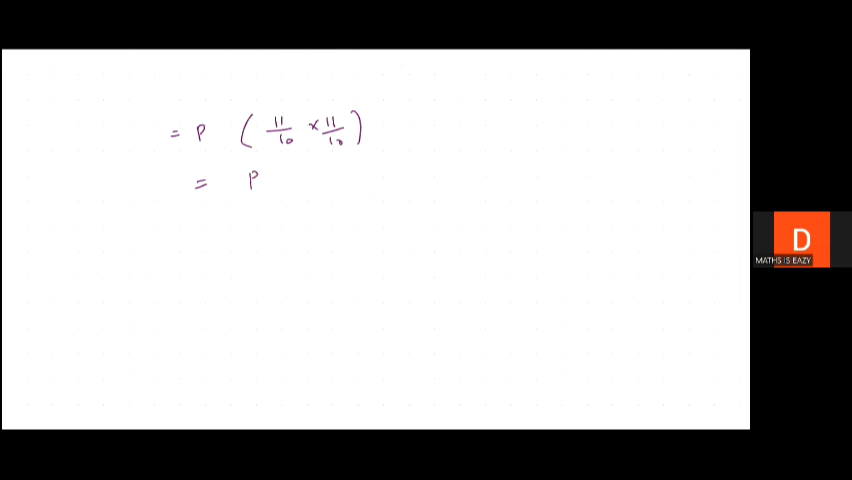 = P ( 11/10 × 11/10 )
= P
D
MATHS IS EAZY